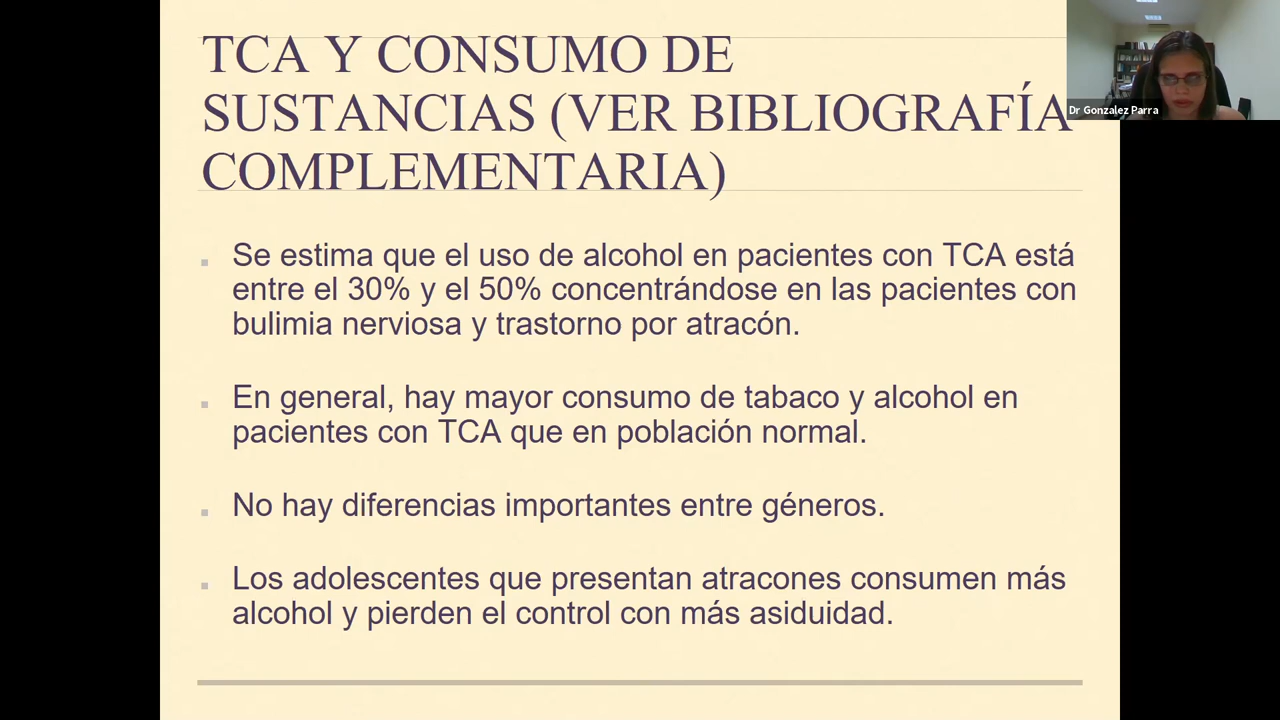 TCA Y CONSUMO DE
SUSTANCIAS (VER BIBLIOGRAFÍA
COMPLEMENTARIA)
Dr Gonzalez Parra
Se estima que el uso de alcohol en pacientes con TCA está
entre el 30% y el 50% concentrándose en las pacientes con
bulimia nerviosa y trastorno por atracón.
En general, hay mayor consumo de tabaco y alcohol en
pacientes con TCA que en población normal.
No hay diferencias importantes entre géneros.
Los adolescentes que presentan atracones consumen más
alcohol y pierden el control con más asiduidad.